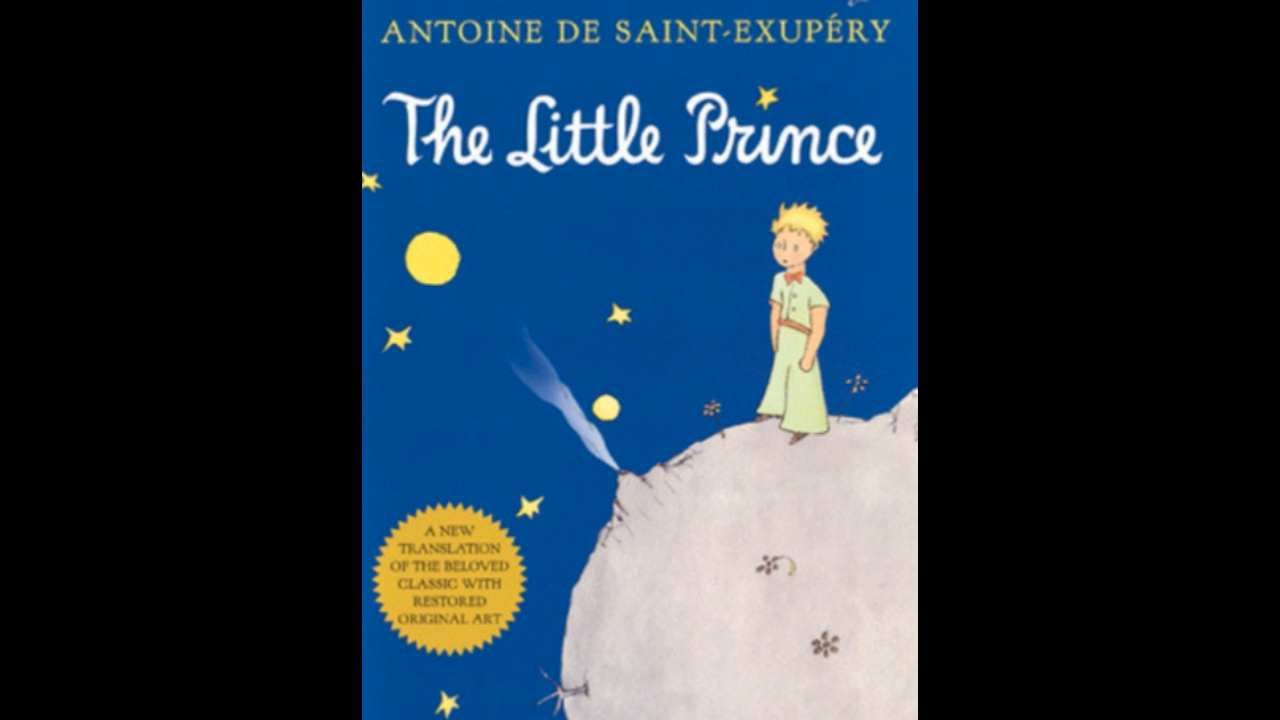 ANTOINE DE SAINT-EXUPÉRY
The Little Prince
A NEW
TRANSLATION
OF THE BELOVED
CLASSIC WITH
RESTORED
ORIGINAL ART